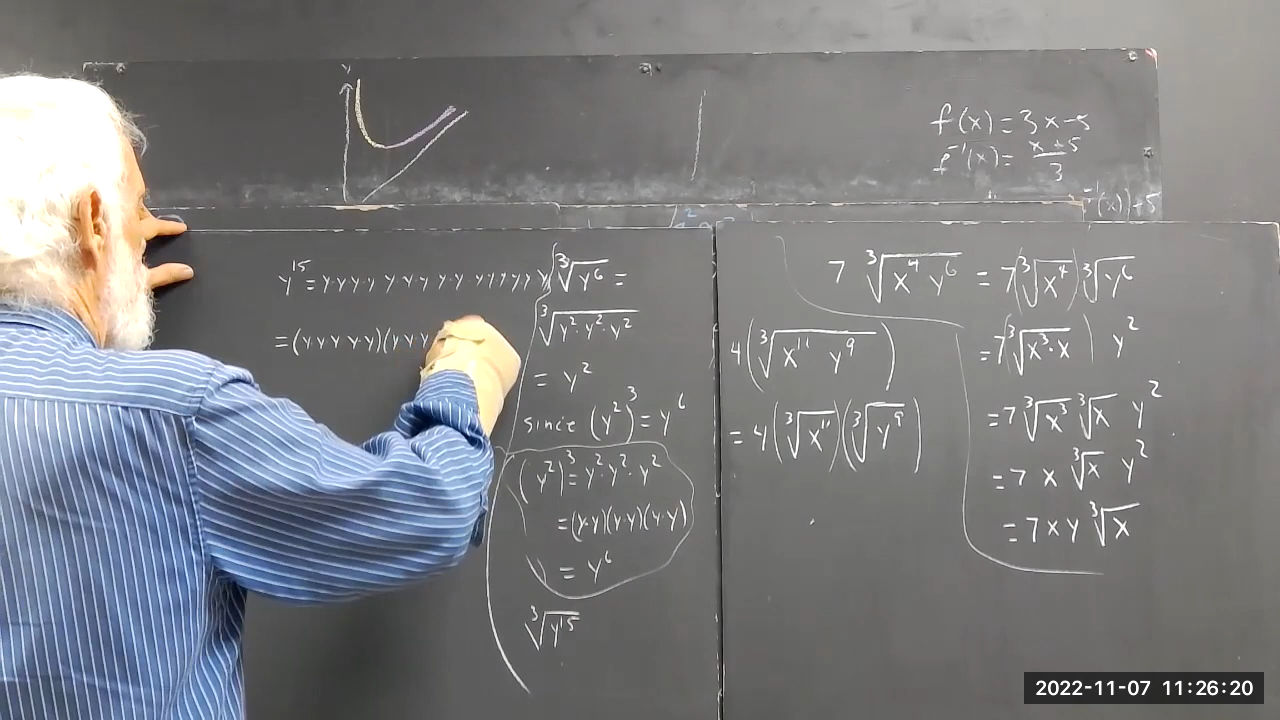 y
f(x) = 3x-5
f⁻¹(x) = (x+5)/3
⁻¹(x)) + 5
y¹⁵ = y·y·y·y·y·y·y·y·y·y·y·y·y·y·y
= (y·y·y·y·y)(y·y·y
∛(y⁶) =
∛(y²·y²·y²)
= y²
since (y²)³ = y⁶
(y²)³ = y²·y²·y²
= (y·y)(y·y)(y·y)
= y⁶
∛(y¹⁵)
7 ∛(x⁴ y⁶) = 7(∛(x⁴)) ∛(y⁶)
= 7(∛(x³·x)) y²
= 7 ∛(x³) ∛x y²
= 7 x ∛x y²
= 7 x y ∛x
4(∛(x¹¹ y⁹))
= 4(∛(x¹¹))(∛(y⁹))
2022-11-07 11:26:20